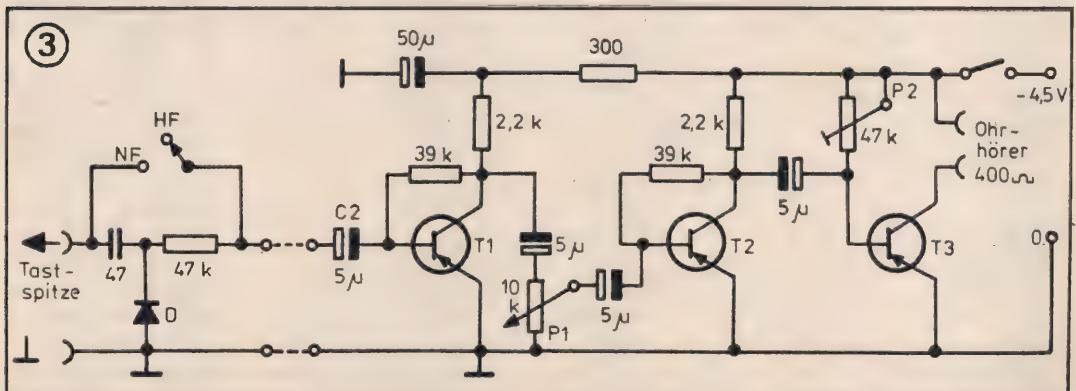 3
50µ
300
HF
NF
2,2 k
39 k
2,2 k
39 k
P2
47 k
-4,5 V
Ohr-
hörer
400
C2
5µ
T1
5µ
T2
5µ
T3
0
Tast-
spitze
47
47 k
D
10
k
P1
5µ